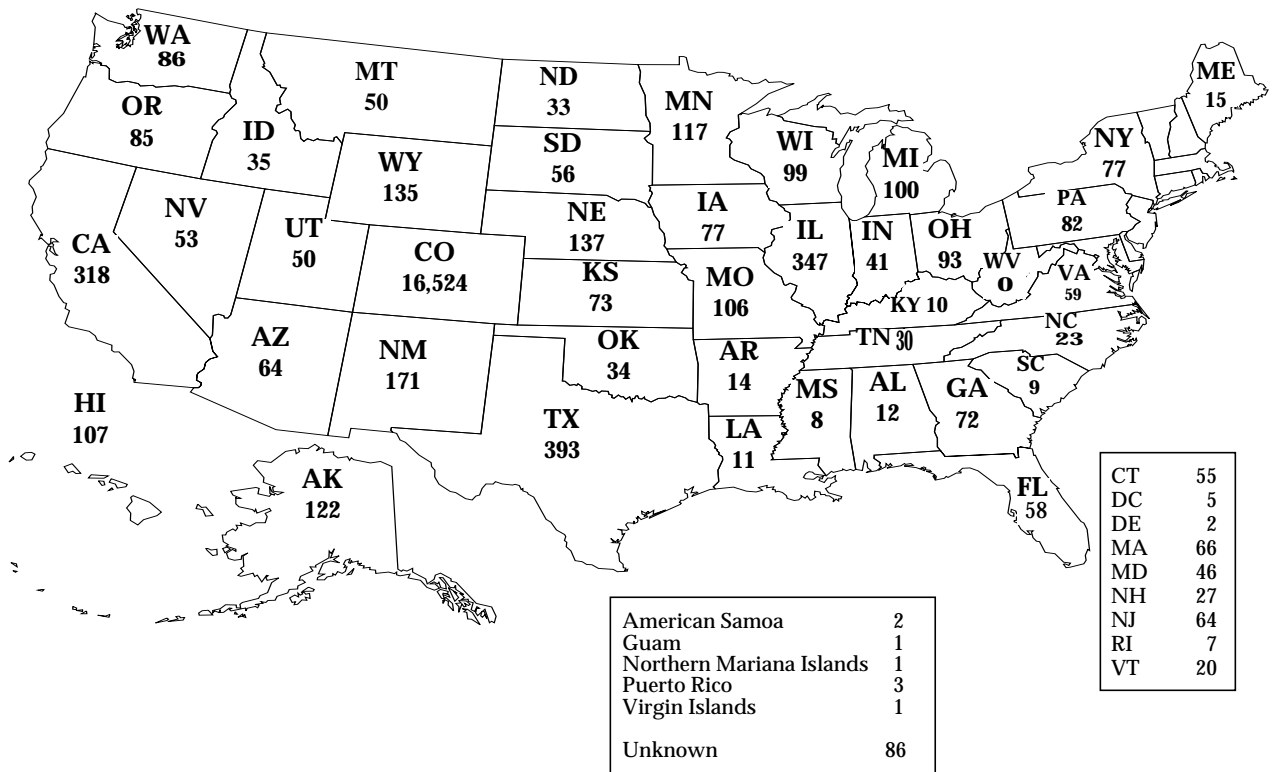 WA
86
MT
50
ND
33
MN
117
ME
15
OR
85
ID
35
SD
56
WI
99
MI
100
NY
77
WY
135
NV
53
UT
50
NE
137
IA
77
PA
82
CA
318
CO
16,524
KS
73
MO
106
IL
347
IN
41
OH
93
WV
0
VA
59
KY 10
AZ
64
NM
171
OK
34
AR
14
TN 30
NC
23
SC
9
MS
8
AL
12
GA
72
HI
107
TX
393
LA
11
FL
58
AK
122
CT 55
DC 5
DE 2
MA 66
MD 46
NH 27
NJ 64
RI 7
VT 20
American Samoa 2
Guam 1
Northern Mariana Islands 1
Puerto Rico 3
Virgin Islands 1
Unknown 86